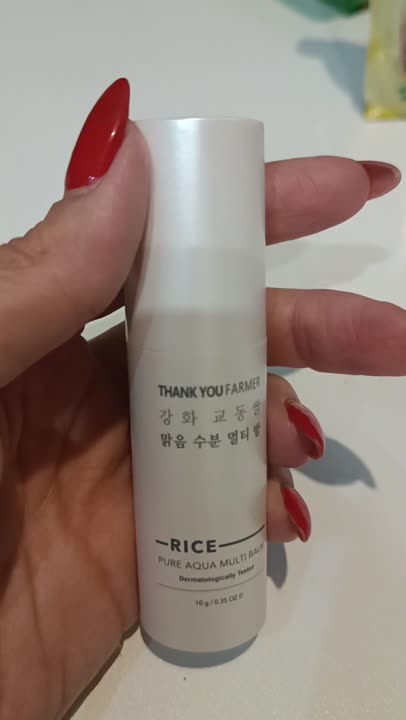 THANK YOU FARMER
강화 교동쌀
맑음 수분 멀티 밤
RICE
PURE AQUA MULTI BALM
Dermatologically Tested
10 g / 0.35 OZ.